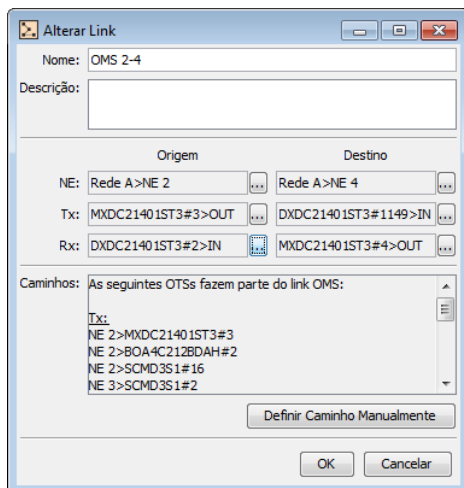 Alterar Link
Nome: OMS 2-4
Descrição:
Origem Destino
NE: Rede A>NE 2 ... Rede A>NE 4 ...
Tx: MXDC21401ST3#3>OUT ... DXDC21401ST3#1149>IN ...
Rx: DXDC21401ST3#2>IN ... MXDC21401ST3#4>OUT ...
Caminhos: As seguintes OTSs fazem parte do link OMS:
Tx:
NE 2>MXDC21401ST3#3
NE 2>BOA4C212BDAH#2
NE 2>SCMD3S1#16
NE 3>SCMD3S1#2
Definir Caminho Manualmente
OK Cancelar